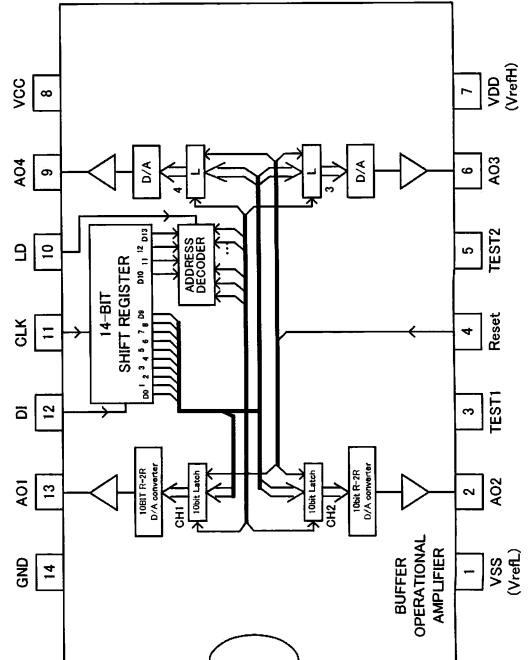 GND
AO1
DI
CLK
LD
AO4
VCC
14
13
12
11
10
9
8
14-BIT
SHIFT REGISTER
D0 1 2 3 4 5 6 7 8 D9
D10 11 12 D13
ADDRESS
DECODER
...
10BIT R-2R
D/A converter
D/A
CH1
10bit Latch
4
L
10bit Latch
CH2
L
3
10bit R-2R
D/A converter
D/A
BUFFER
OPERATIONAL
AMPLIFIER
1
2
3
4
5
6
7
VSS
(VrefL)
AO2
TEST1
Reset
TEST2
AO3
VDD
(VrefH)